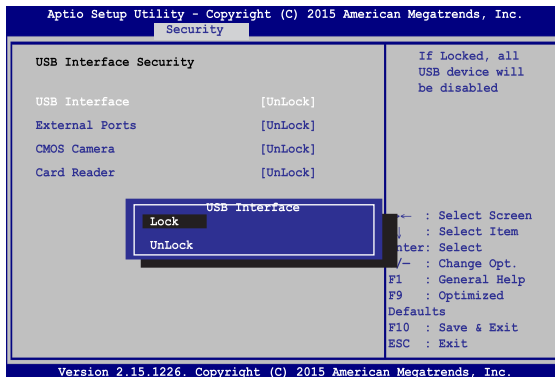 Aptio Setup Utility - Copyright (C) 2015 American Megatrends, Inc.
Security
USB Interface Security
USB Interface [UnLock]
External Ports [UnLock]
CMOS Camera [UnLock]
Card Reader [UnLock]
If Locked, all
USB device will
be disabled
USB Interface
Lock
UnLock
→← : Select Screen
↓ : Select Item
nter: Select
/— : Change Opt.
F1 : General Help
F9 : Optimized
Defaults
F10 : Save & Exit
ESC : Exit
Version 2.15.1226. Copyright (C) 2015 American Megatrends, Inc.